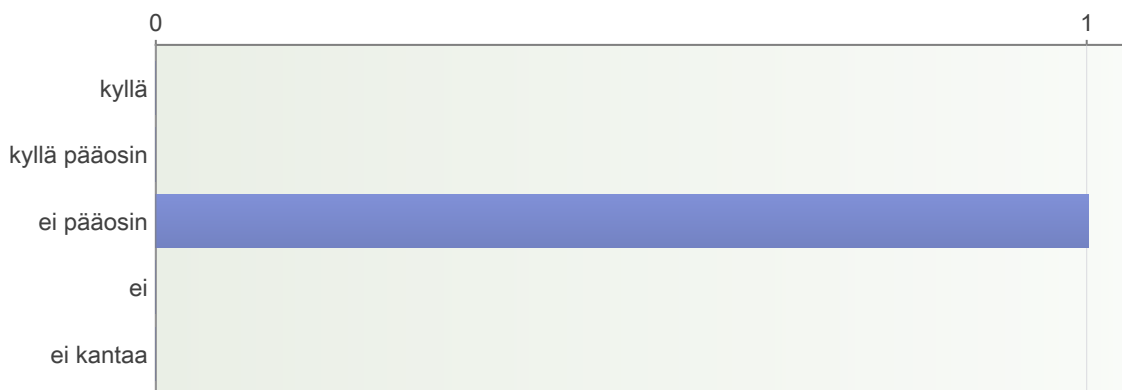 0 1
kyllä
kyllä pääosin
ei pääosin
ei
ei kantaa